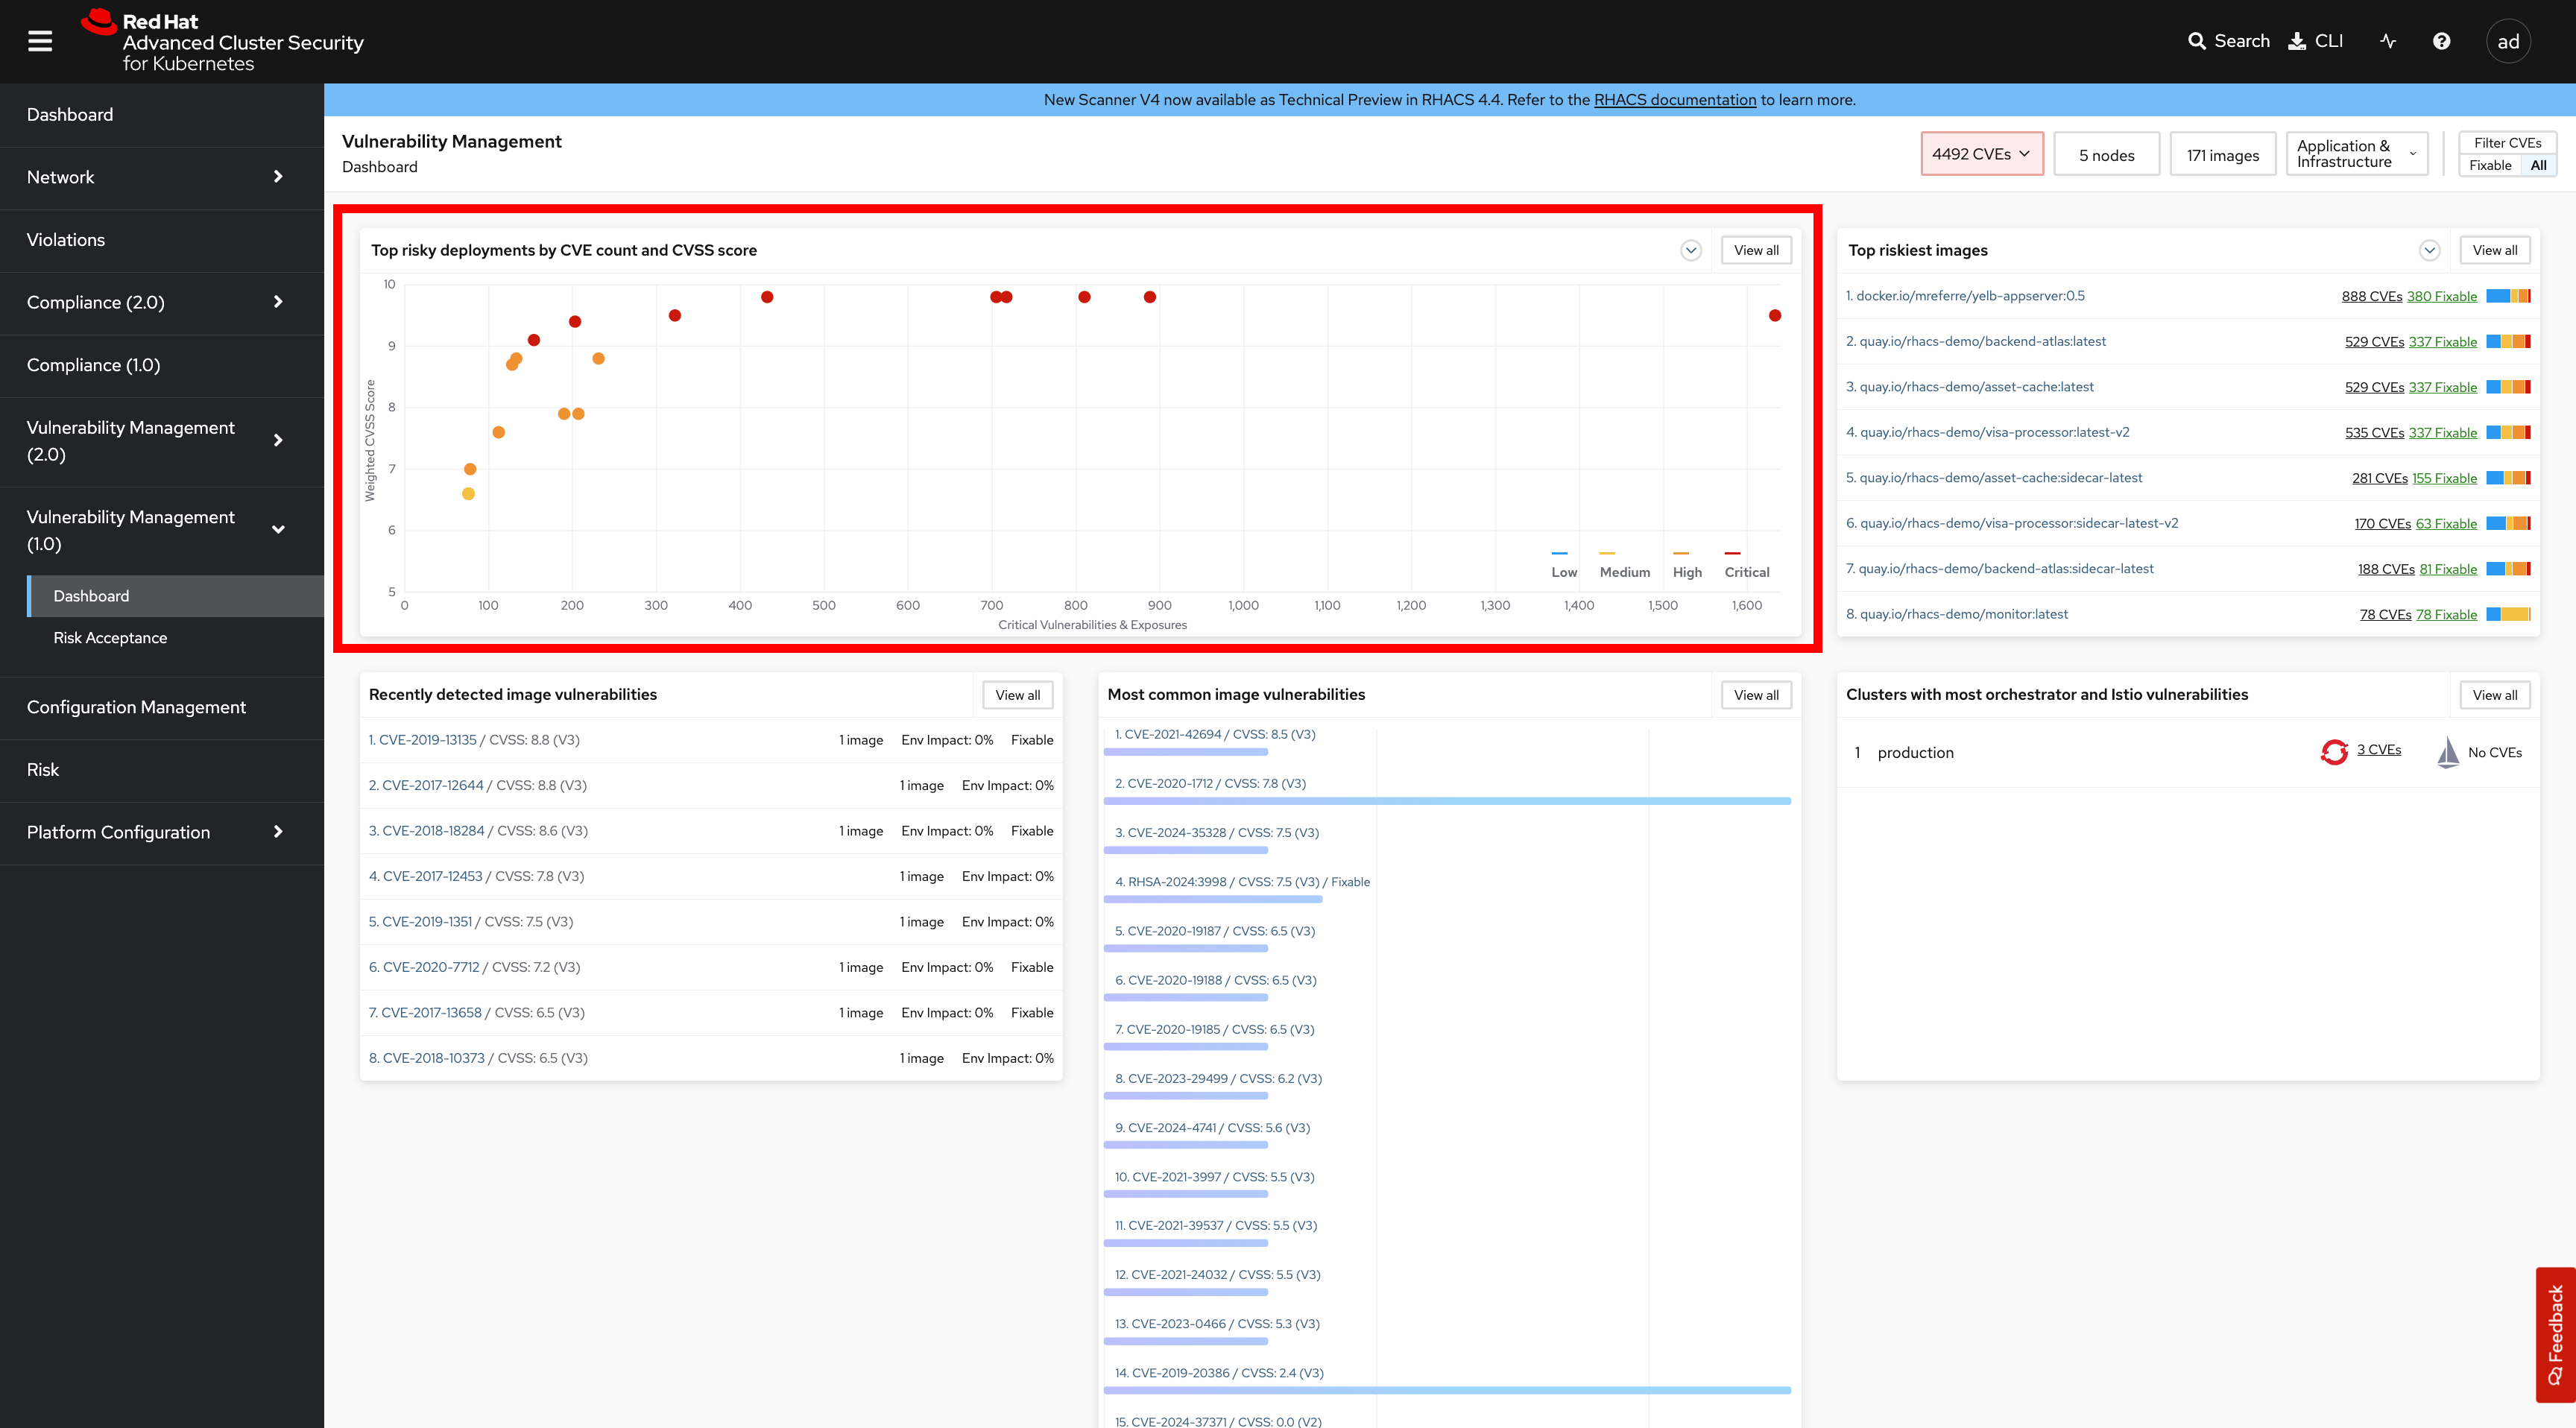 Red Hat
Advanced Cluster Security
for Kubernetes
Search
CLI
ad
Dashboard
Network
Violations
Compliance (2.0)
Compliance (1.0)
Vulnerability Management
(2.0)
Vulnerability Management
(1.0)
Dashboard
Risk Acceptance
Configuration Management
Risk
Platform Configuration
New Scanner V4 now available as Technical Preview in RHACS 4.4. Refer to the RHACS documentation to learn more.
Vulnerability Management
Dashboard
4492 CVEs
5 nodes
171 images
Application &
Infrastructure
Filter CVEs
Fixable All
Top risky deployments by CVE count and CVSS score
View all
Weighted CVSS Score
10
9
8
7
6
5
Low Medium High Critical
0 100 200 300 400 500 600 700 800 900 1,000 1,100 1,200 1,300 1,400 1,500 1,600
Critical Vulnerabilities & Exposures
Top riskiest images
View all
1. docker.io/mreferre/yelb-appserver:0.5 888 CVEs 380 Fixable
2. quay.io/rhacs-demo/backend-atlas:latest 529 CVEs 337 Fixable
3. quay.io/rhacs-demo/asset-cache:latest 529 CVEs 337 Fixable
4. quay.io/rhacs-demo/visa-processor:latest-v2 535 CVEs 337 Fixable
5. quay.io/rhacs-demo/asset-cache:sidecar-latest 281 CVEs 155 Fixable
6. quay.io/rhacs-demo/visa-processor:sidecar-latest-v2 170 CVEs 63 Fixable
7. quay.io/rhacs-demo/backend-atlas:sidecar-latest 188 CVEs 81 Fixable
8. quay.io/rhacs-demo/monitor:latest 78 CVEs 78 Fixable
Recently detected image vulnerabilities
View all
1. CVE-2019-13135 / CVSS: 8.8 (V3) 1 image Env Impact: 0% Fixable
2. CVE-2017-12644 / CVSS: 8.8 (V3) 1 image Env Impact: 0%
3. CVE-2018-18284 / CVSS: 8.6 (V3) 1 image Env Impact: 0% Fixable
4. CVE-2017-12453 / CVSS: 7.8 (V3) 1 image Env Impact: 0%
5. CVE-2019-1351 / CVSS: 7.5 (V3) 1 image Env Impact: 0%
6. CVE-2020-7712 / CVSS: 7.2 (V3) 1 image Env Impact: 0% Fixable
7. CVE-2017-13658 / CVSS: 6.5 (V3) 1 image Env Impact: 0% Fixable
8. CVE-2018-10373 / CVSS: 6.5 (V3) 1 image Env Impact: 0%
Most common image vulnerabilities
View all
1. CVE-2021-42694 / CVSS: 8.5 (V3)
2. CVE-2020-1712 / CVSS: 7.8 (V3)
3. CVE-2024-35328 / CVSS: 7.5 (V3)
4. RHSA-2024:3998 / CVSS: 7.5 (V3) / Fixable
5. CVE-2020-19187 / CVSS: 6.5 (V3)
6. CVE-2020-19188 / CVSS: 6.5 (V3)
7. CVE-2020-19185 / CVSS: 6.5 (V3)
8. CVE-2023-29499 / CVSS: 6.2 (V3)
9. CVE-2024-4741 / CVSS: 5.6 (V3)
10. CVE-2021-3997 / CVSS: 5.5 (V3)
11. CVE-2021-39537 / CVSS: 5.5 (V3)
12. CVE-2021-24032 / CVSS: 5.5 (V3)
13. CVE-2023-0466 / CVSS: 5.3 (V3)
14. CVE-2019-20386 / CVSS: 2.4 (V3)
15. CVE-2024-37371 / CVSS: 0.0 (V2)
Clusters with most orchestrator and Istio vulnerabilities
View all
1 production 3 CVEs No CVEs
Feedback